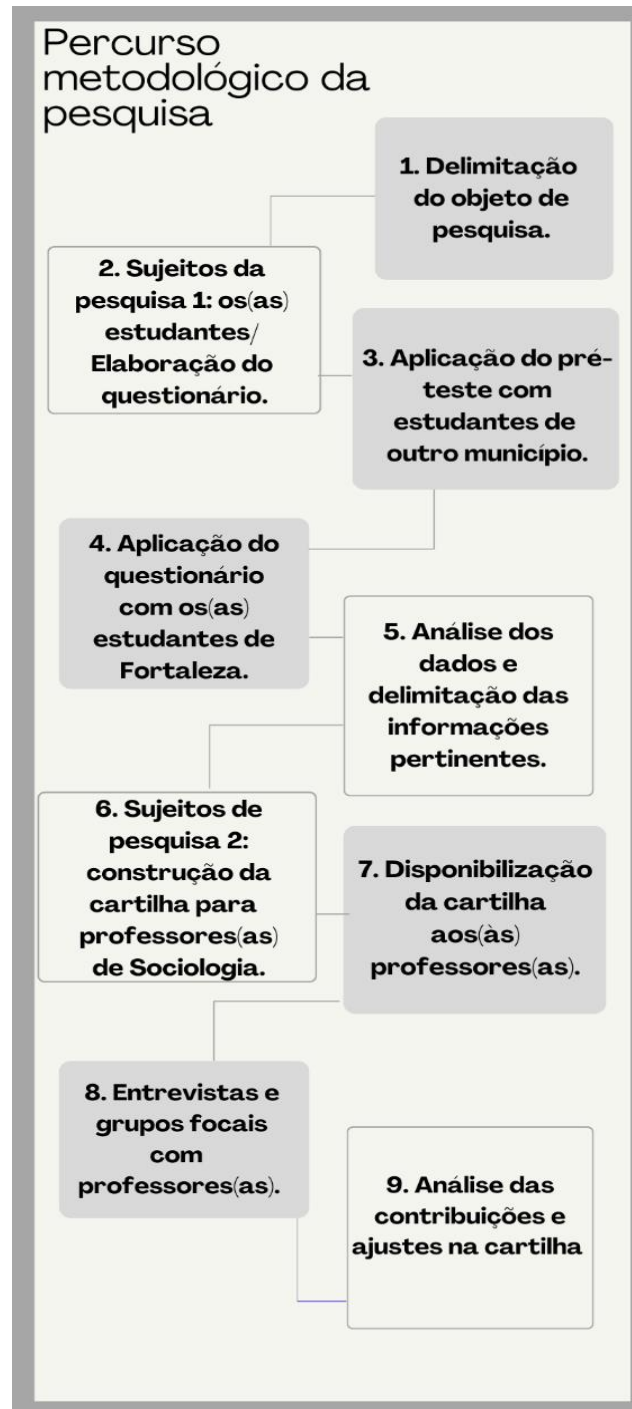 Percurso
metodológico da
pesquisa
1. Delimitação
do objeto de
pesquisa.
2. Sujeitos da
pesquisa 1: os(as)
estudantes/
Elaboração do
questionário.
3. Aplicação do pré-
teste com
estudantes de
outro município.
4. Aplicação do
questionário
com os(as)
estudantes de
Fortaleza.
5. Análise dos
dados e
delimitação das
informações
pertinentes.
6. Sujeitos de
pesquisa 2:
construção da
cartilha para
professores(as)
de Sociologia.
7. Disponibilização
da cartilha
aos(às)
professores(as).
8. Entrevistas e
grupos focais
com
professores(as).
9. Análise das
contribuições e
ajustes na cartilha